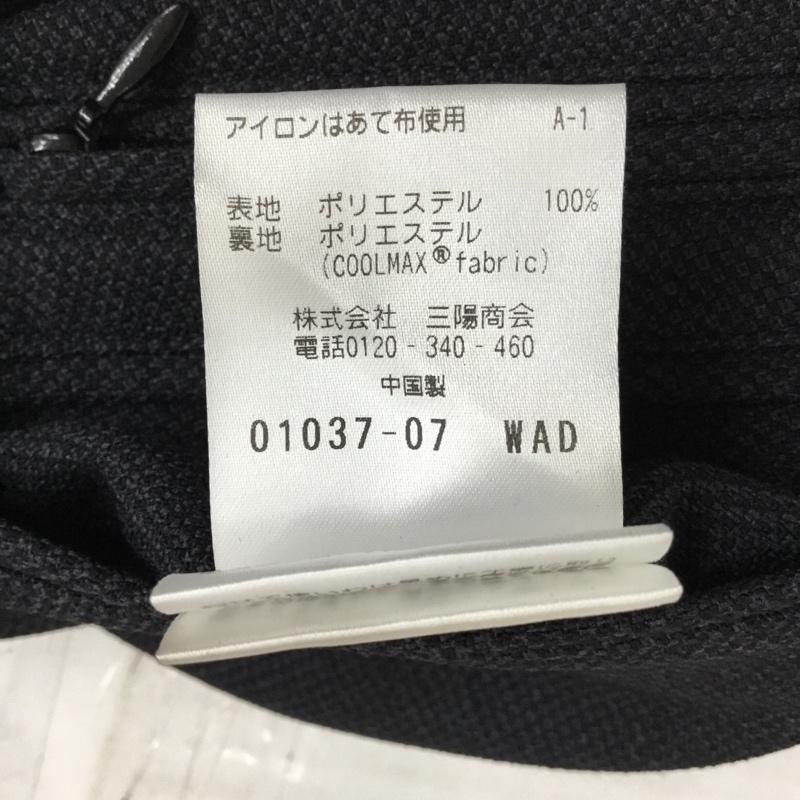 アイロンはあて布使用 A-1
表地 ポリエステル 100%
裏地 ポリエステル
(COOLMAX®fabric)
株式会社 三陽商会
電話0120-340-460
中国製
01037-07 WAD